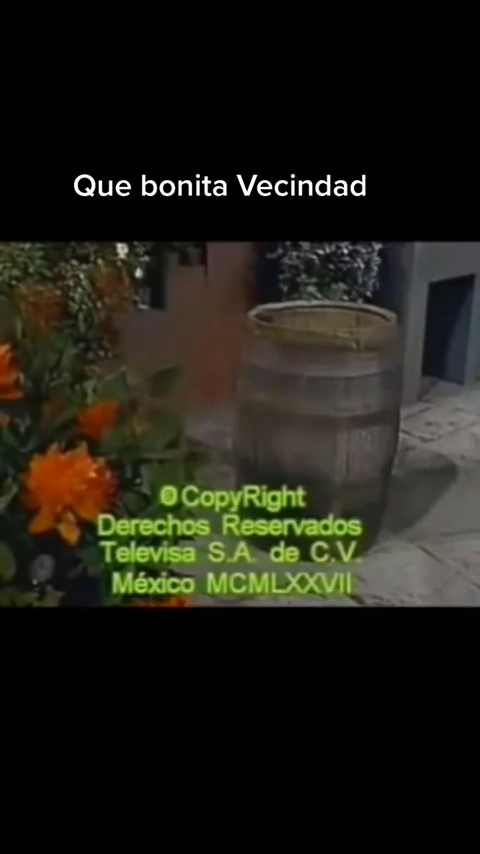 Que bonita Vecindad
©CopyRight
Derechos Reservados
Televisa S.A. de C.V.
México MCMLXXVII